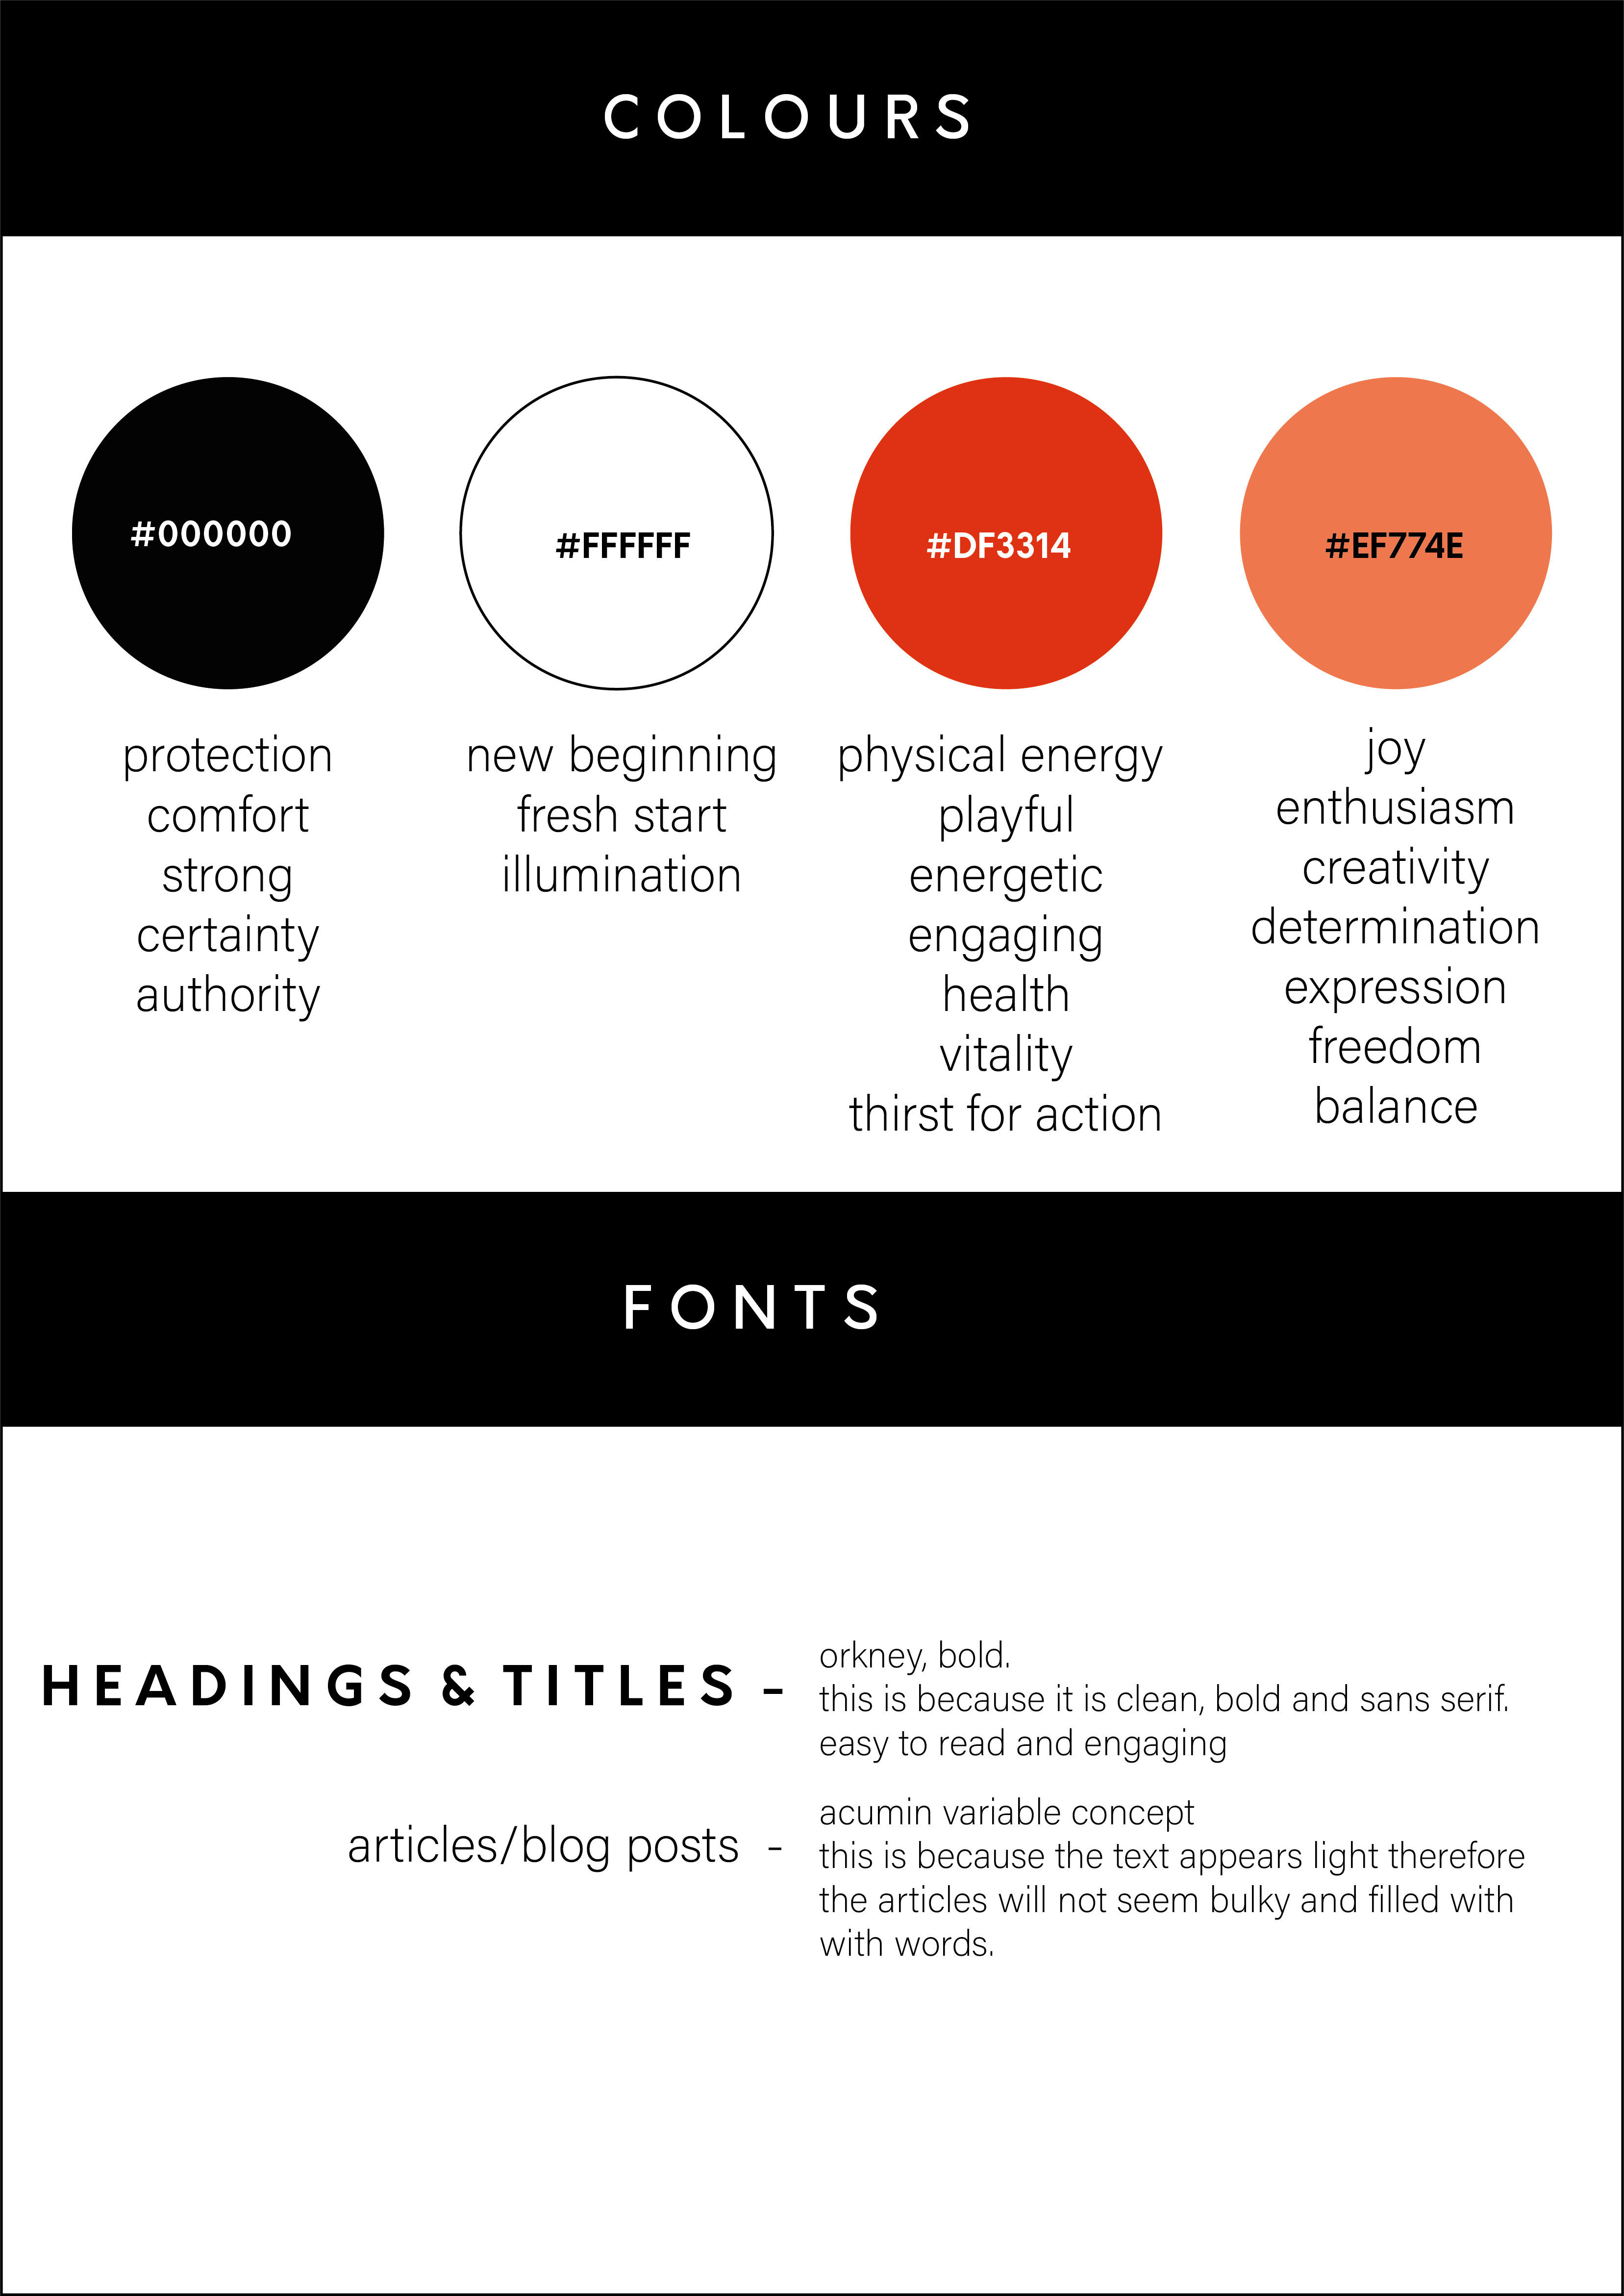 COLOURS
#000000
#FFFFFF
#DF3314
#EF774E
protection
comfort
strong
certainty
authority
new beginning
fresh start
illumination
physical energy
playful
energetic
engaging
health
vitality
thirst for action
joy
enthusiasm
creativity
determination
expression
freedom
balance
FONTS
HEADINGS & TITLES -
orkney, bold.
this is because it is clean, bold and sans serif.
easy to read and engaging
articles/blog posts -
acumin variable concept
this is because the text appears light therefore
the articles will not seem bulky and filled with
with words.